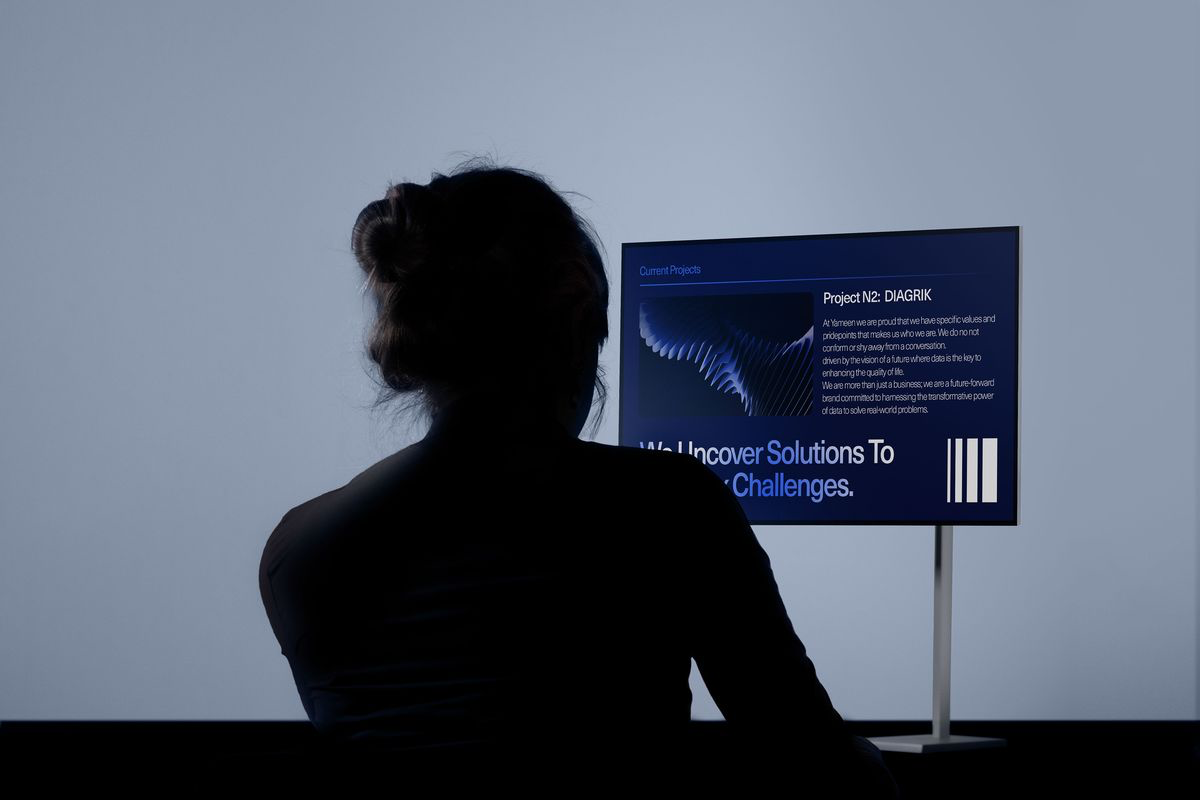 Current Projects
Project N2: DIAGRIK
At Yameen we are proud that we have specific values and
pridepoints that makes us who we are. We do no not
conform or shy away from a conversation.
driven by the vision of a future where data is the key to
enhancing the quality of life.
We are more than just a business; we are a future-forward
brand committed to harnessing the transformative power
of data to solve real-world problems.
We Uncover Solutions To
Challenges.